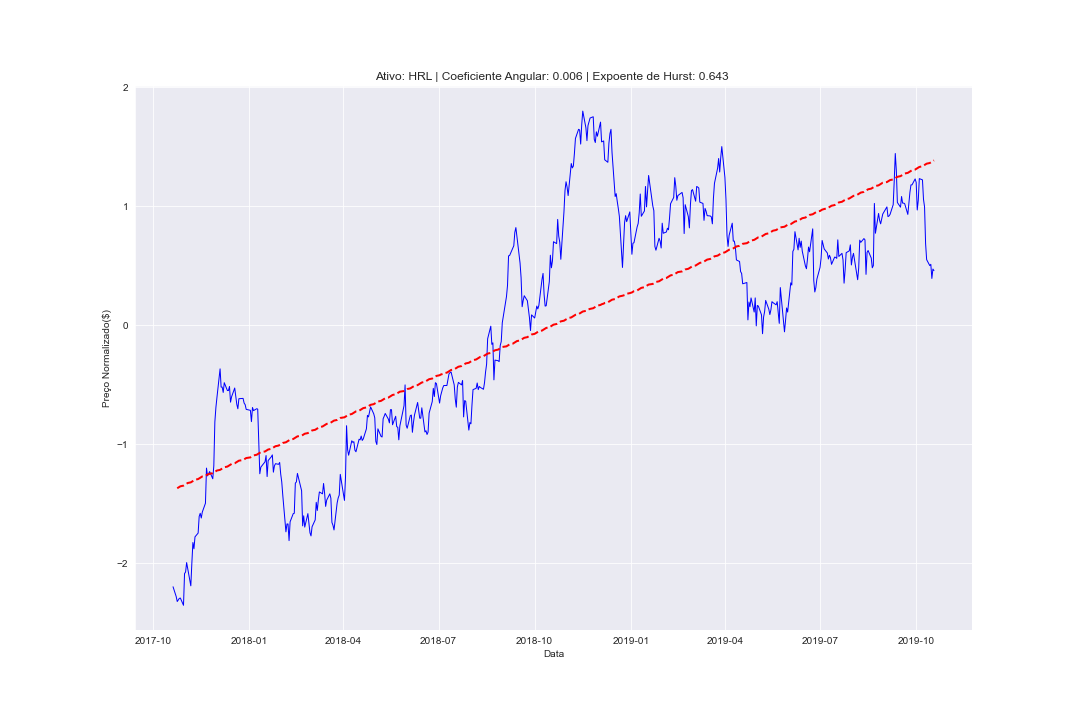 Ativo: HRL | Coeficiente Angular: 0.006 | Expoente de Hurst: 0.643
2
1
0
−1
−2
Preço Normalizado($)
2017-10 2018-01 2018-04 2018-07 2018-10 2019-01 2019-04 2019-07 2019-10
Data